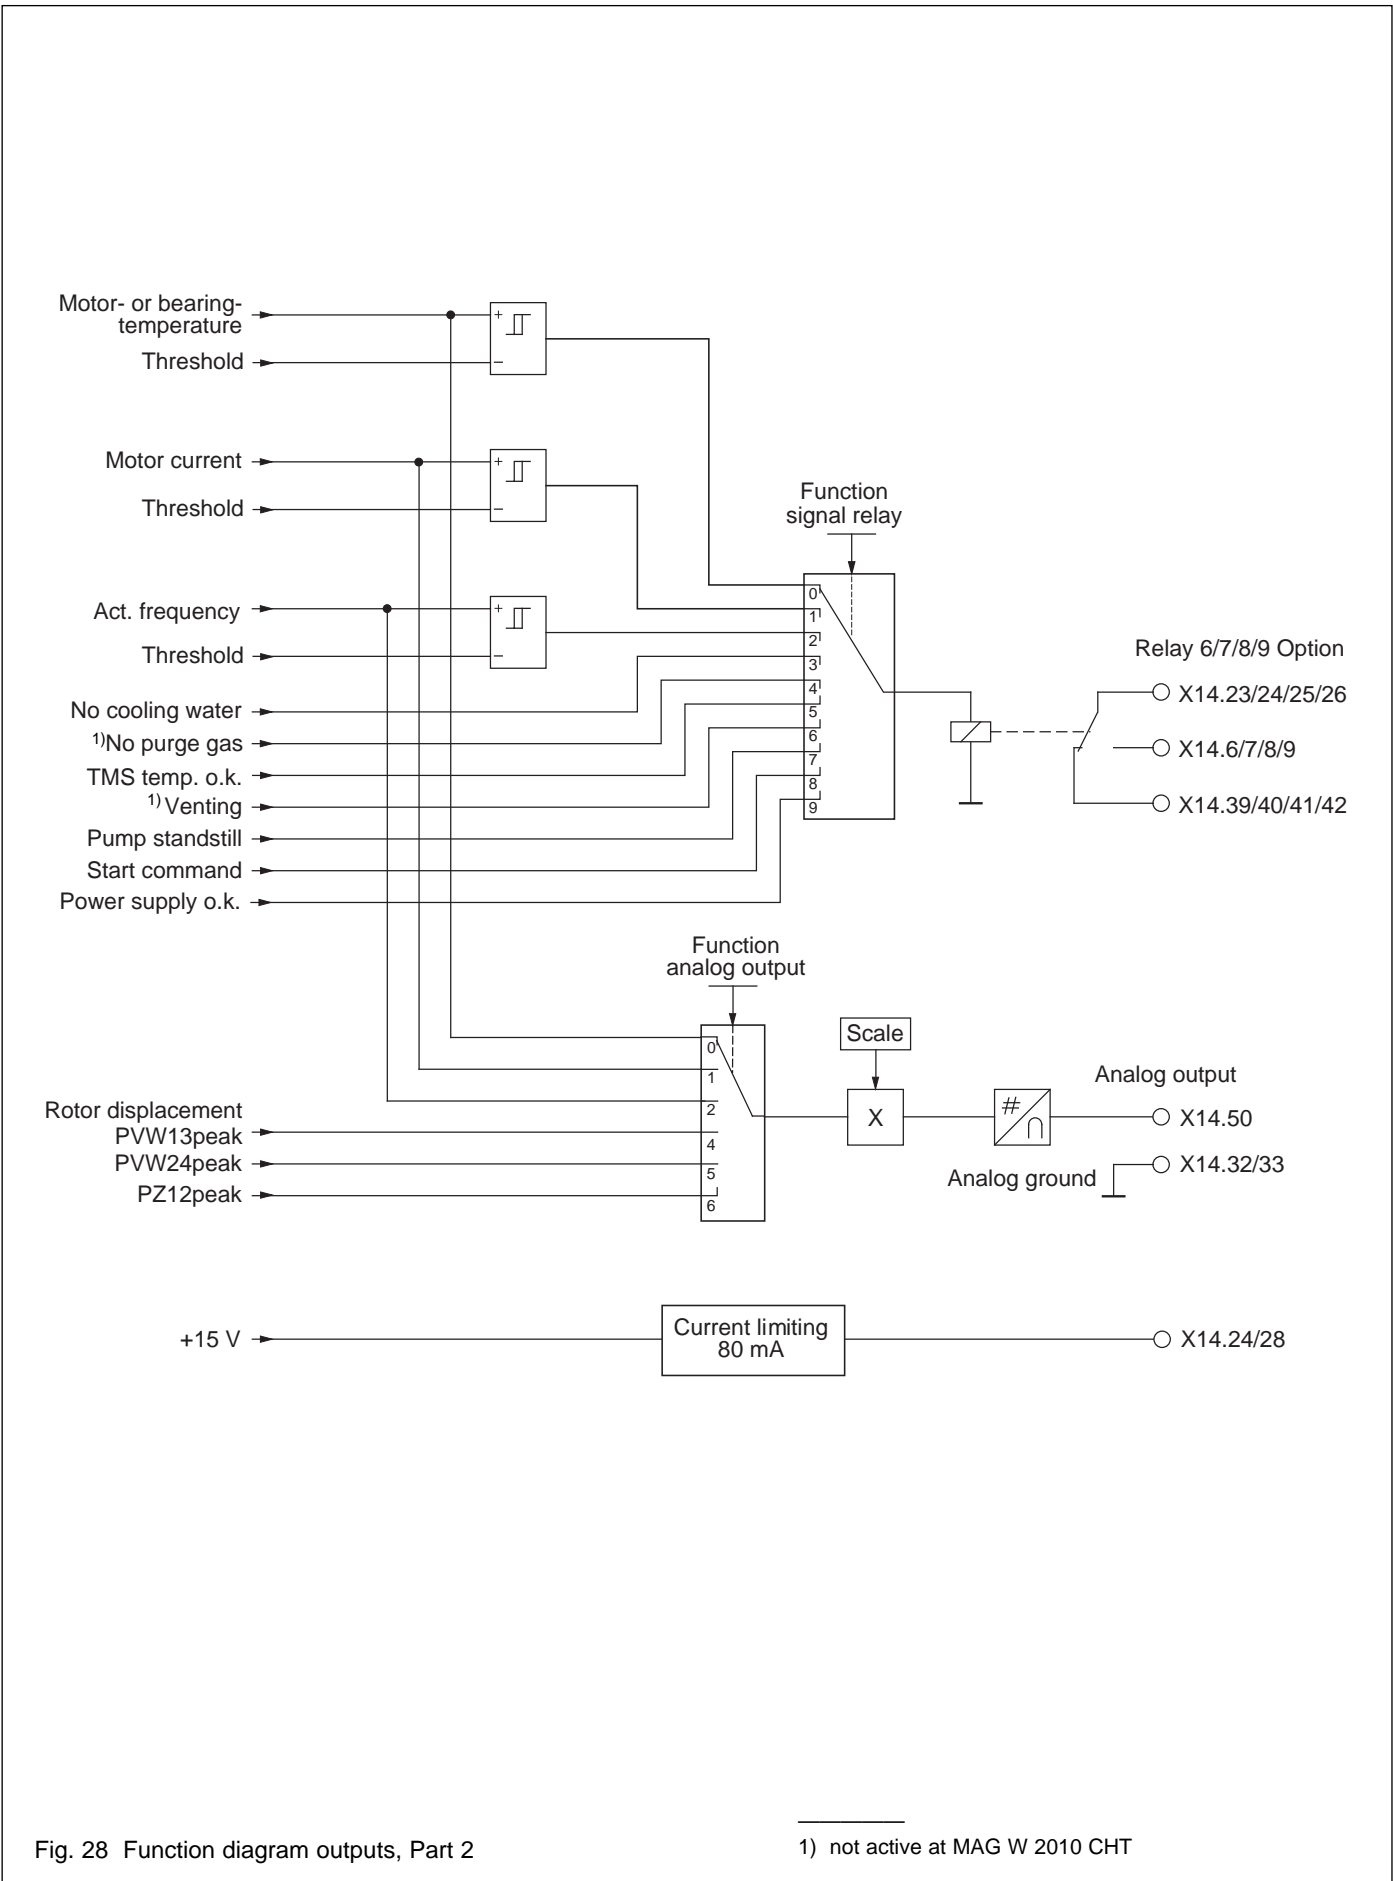 Motor- or bearing-
temperature
+
Threshold
–
Motor current
+
Threshold
–
Function
signal relay
Act. frequency
+
Threshold
–
No cooling water
1)No purge gas
TMS temp. o.k.
1) Venting
Pump standstill
Start command
Power supply o.k.
0
1
2
3
4
5
6
7
8
9
Relay 6/7/8/9 Option
X14.23/24/25/26
X14.6/7/8/9
X14.39/40/41/42
Function
analog output
0
1
2
4
5
6
Rotor displacement
PVW13peak
PVW24peak
PZ12peak
Scale
X
#
∩
Analog output
X14.50
Analog ground
X14.32/33
+15 V
Current limiting
80 mA
X14.24/28
Fig. 28 Function diagram outputs, Part 2
1) not active at MAG W 2010 CHT